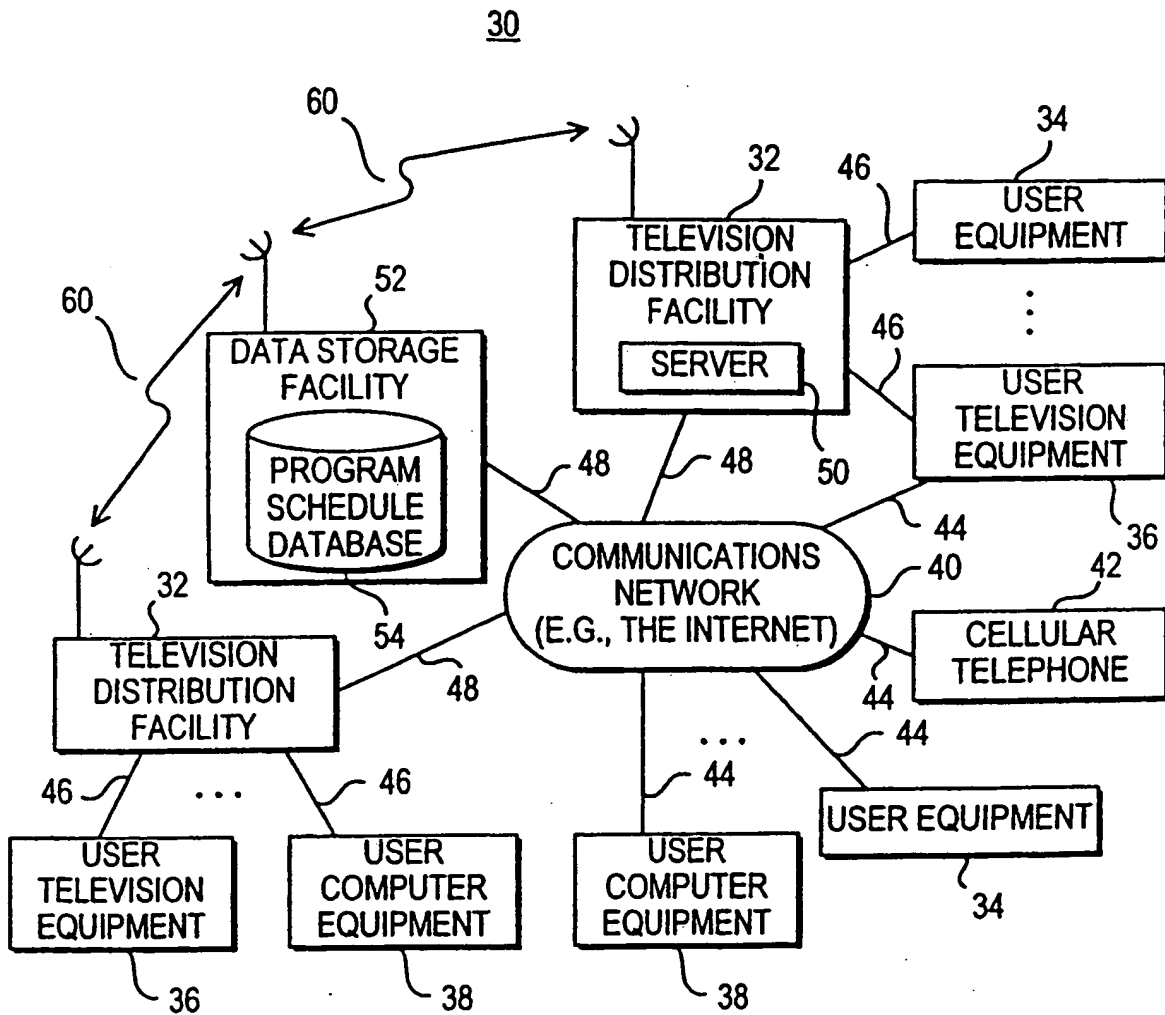 30
60
60
32
TELEVISION
DISTRIBUTION
FACILITY
SERVER
50
46
34
USER
EQUIPMENT
46
USER
TELEVISION
EQUIPMENT
36
52
DATA STORAGE
FACILITY
PROGRAM
SCHEDULE
DATABASE
54
48
48
44
COMMUNICATIONS
NETWORK
(E.G., THE INTERNET)
40
42
CELLULAR
TELEPHONE
44
32
TELEVISION
DISTRIBUTION
FACILITY
48
46
46
44
44
USER EQUIPMENT
34
USER
TELEVISION
EQUIPMENT
36
USER
COMPUTER
EQUIPMENT
38
USER
COMPUTER
EQUIPMENT
38